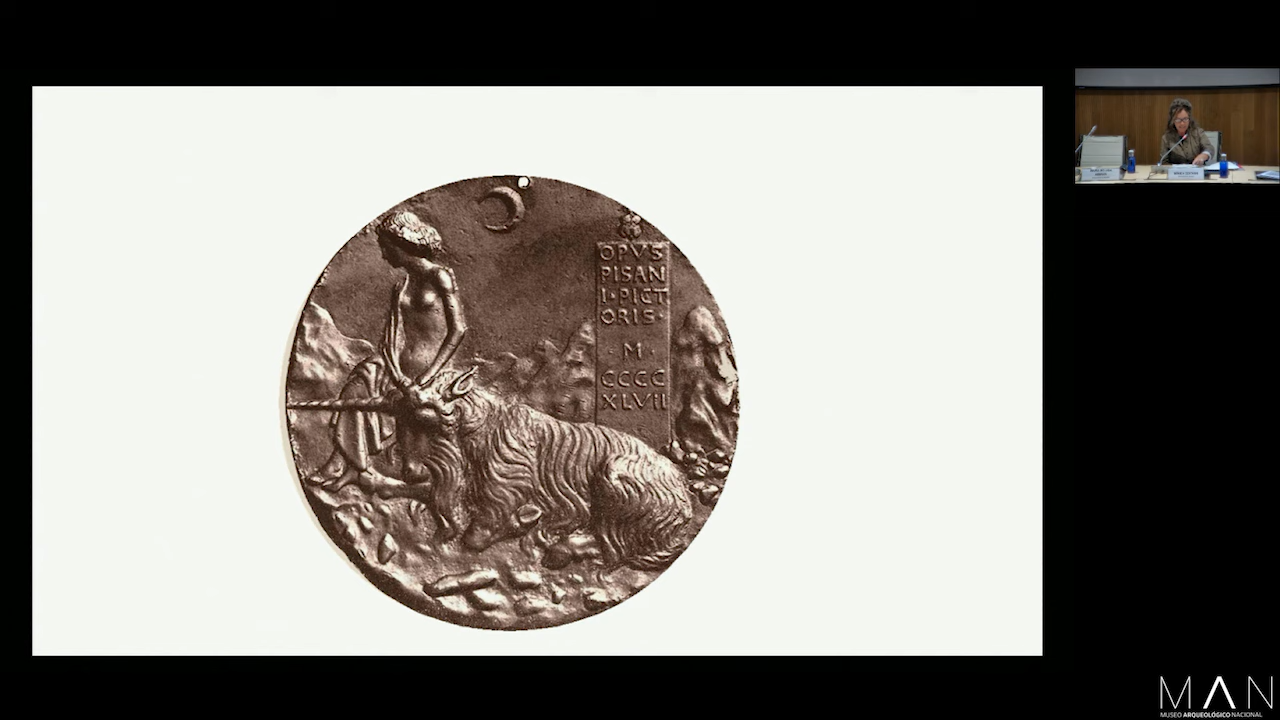 OPVS
PISAN
I·PICT
ORIS·
·M·
CCCC
XLVII
MAN
MUSEO ARQUEOLÓGICO NACIONAL